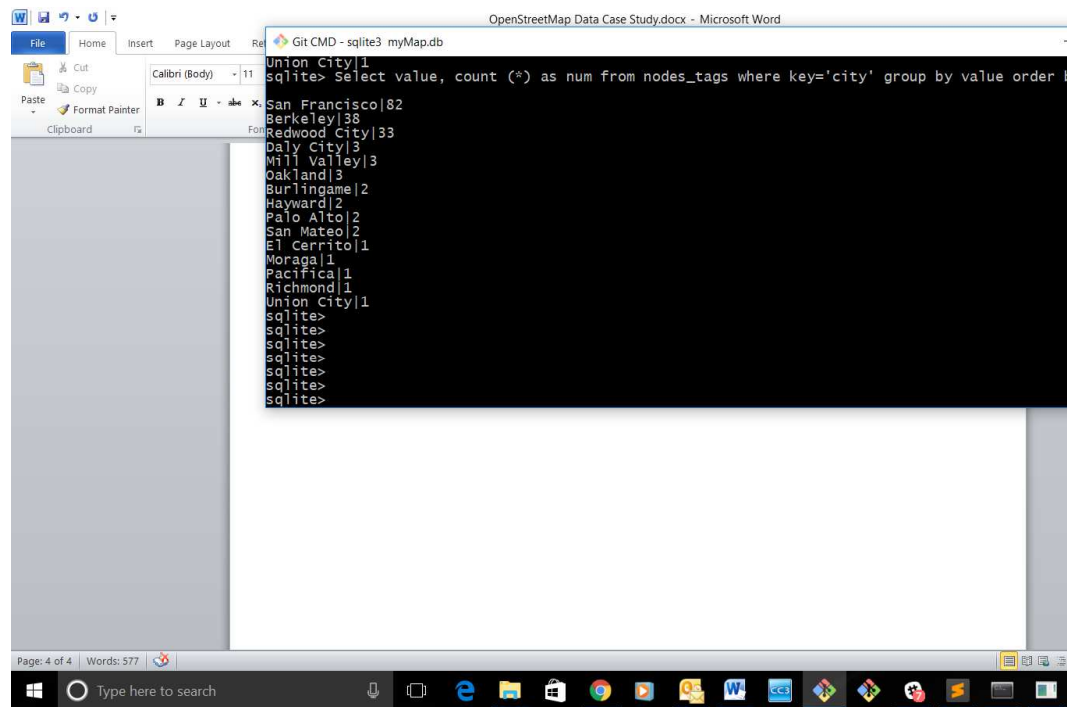 OpenStreetMap Data Case Study.docx - Microsoft Word
File Home Insert Page Layout
Git CMD - sqlite3 myMap.db
Paste
Cut
Copy
Format Painter
Clipboard
Calibri (Body) 11
B I U abc x,
Union City|1
sqlite> Select value, count (*) as num from nodes_tags where key='city' group by value order
San Francisco|82
Berkeley|38
Redwood City|33
Daly City|3
Mill Valley|3
Oakland|3
Burlingame|2
Hayward|2
Palo Alto|2
San Mateo|2
El Cerrito|1
Moraga|1
Pacifica|1
Richmond|1
Union City|1
sqlite>
sqlite>
sqlite>
sqlite>
sqlite>
sqlite>
sqlite>
Page: 4 of 4 Words: 577
Type here to search
CC3
7